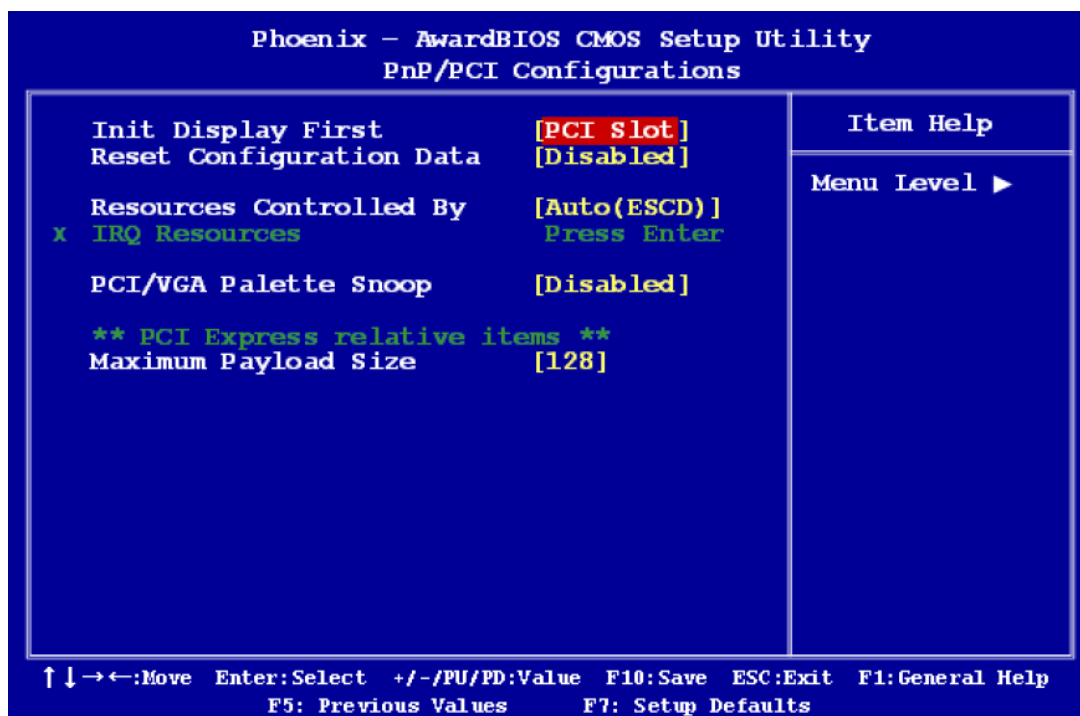 Phoenix – AwardBIOS CMOS Setup Utility
PnP/PCI Configurations
Init Display First [PCI Slot]
Reset Configuration Data [Disabled]
Resources Controlled By [Auto(ESCD)]
x IRQ Resources Press Enter
PCI/VGA Palette Snoop [Disabled]
** PCI Express relative items **
Maximum Payload Size [128]
Item Help
Menu Level ▶
↑↓→←:Move Enter:Select +/-/PU/PD:Value F10:Save ESC:Exit F1:General Help
F5: Previous Values F7: Setup Defaults